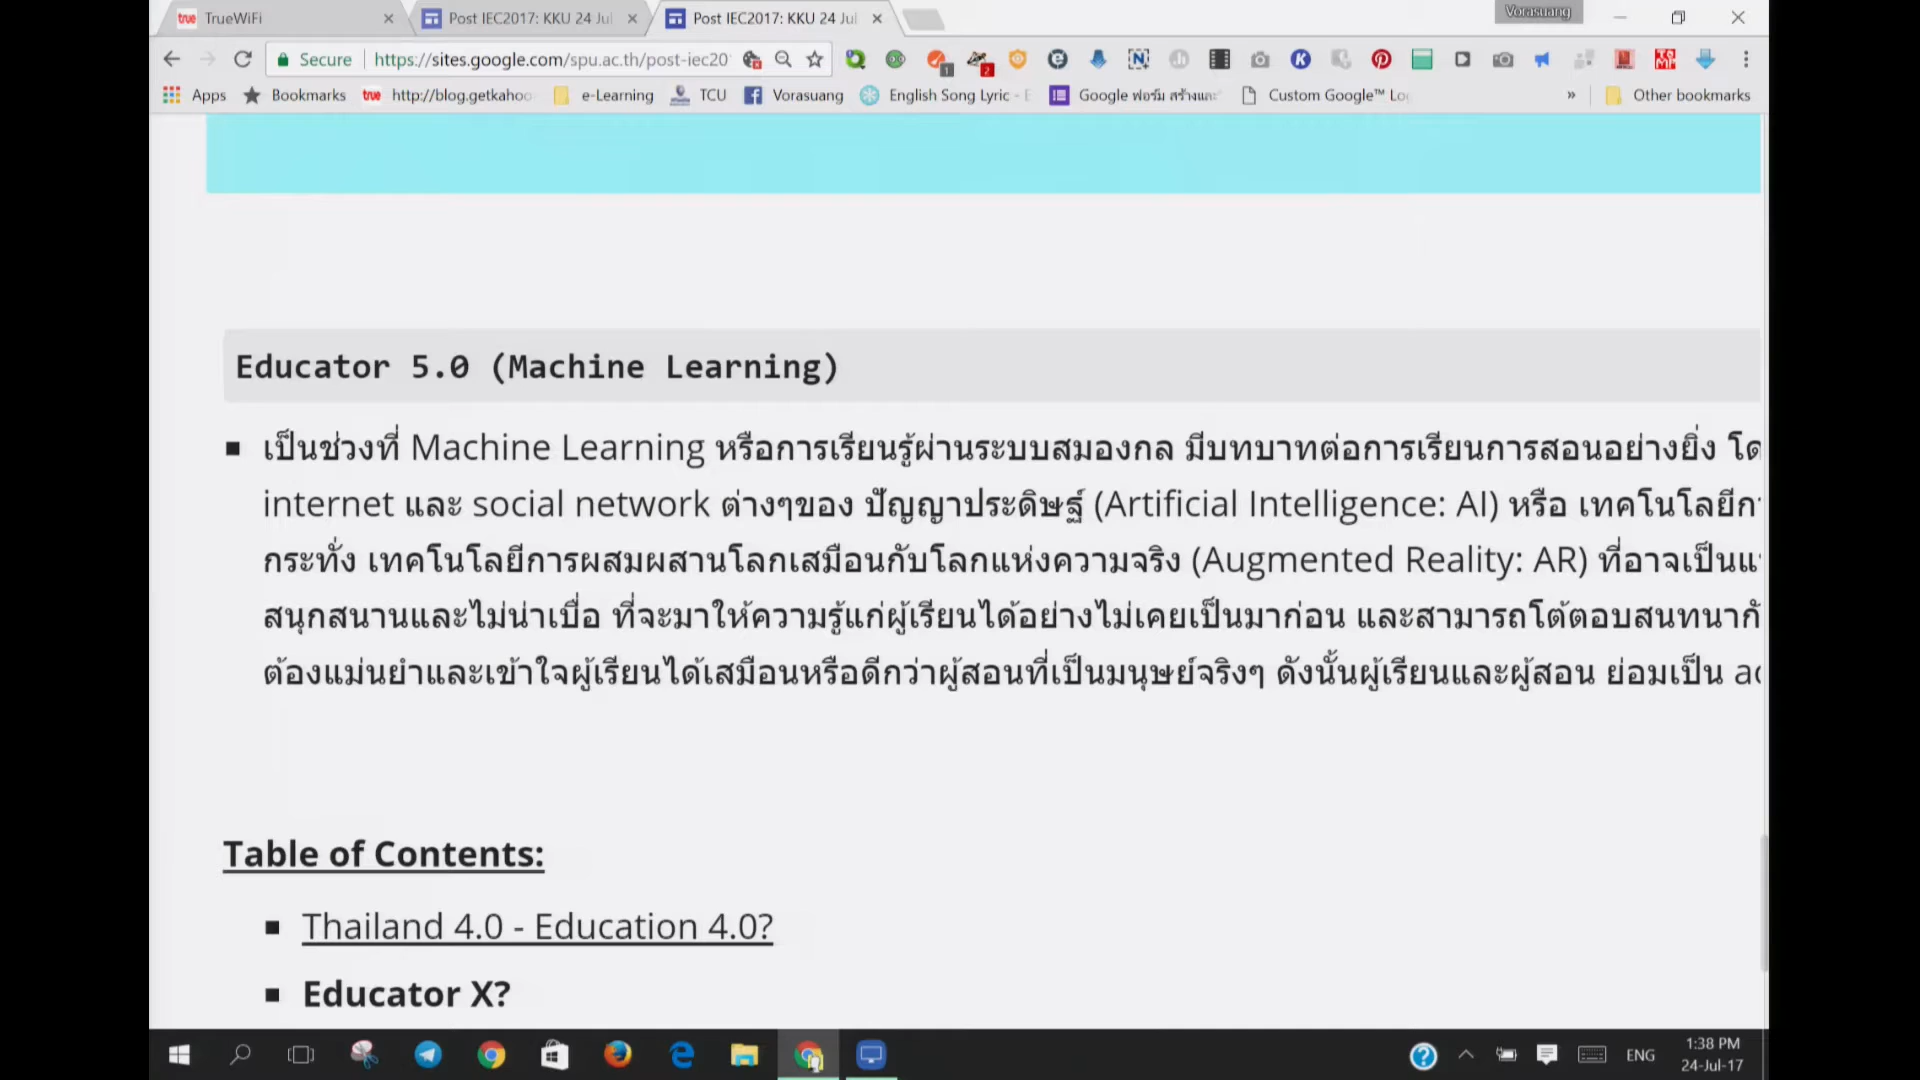 TrueWiFi
Post IEC2017: KKU 24 Jul
Post IEC2017: KKU 24 Jul
Vorasuang
Secure
https://sites.google.com/spu.ac.th/post-iec20
Apps
Bookmarks
true
http://blog.getkahoo
e-Learning
TCU
Vorasuang
English Song Lyric -
Google ฟอร์ม สร้างและ
Custom Google™ Lo
»
Other bookmarks
Educator 5.0 (Machine Learning)
เป็นช่วงที่ Machine Learning หรือการเรียนรู้ผ่านระบบสมองกล มีบทบาทต่อการเรียนการสอนอย่างยิ่ง โด
internet และ social network ต่างๆของ ปัญญาประดิษฐ์ (Artificial Intelligence: AI) หรือ เทคโนโลยีก
กระทั่ง เทคโนโลยีการผสมผสานโลกเสมือนกับโลกแห่งความจริง (Augmented Reality: AR) ที่อาจเป็นแ
สนุกสนานและไม่น่าเบื่อ ที่จะมาให้ความรู้แก่ผู้เรียนได้อย่างไม่เคยเป็นมาก่อน และสามารถโต้ตอบสนทนากั
ต้องแม่นยำและเข้าใจผู้เรียนได้เสมือนหรือดีกว่าผู้สอนที่เป็นมนุษย์จริงๆ ดังนั้นผู้เรียนและผู้สอน ย่อมเป็น ac
Table of Contents:
Thailand 4.0 - Education 4.0?
Educator X?
ENG
1:38 PM
24-Jul-17